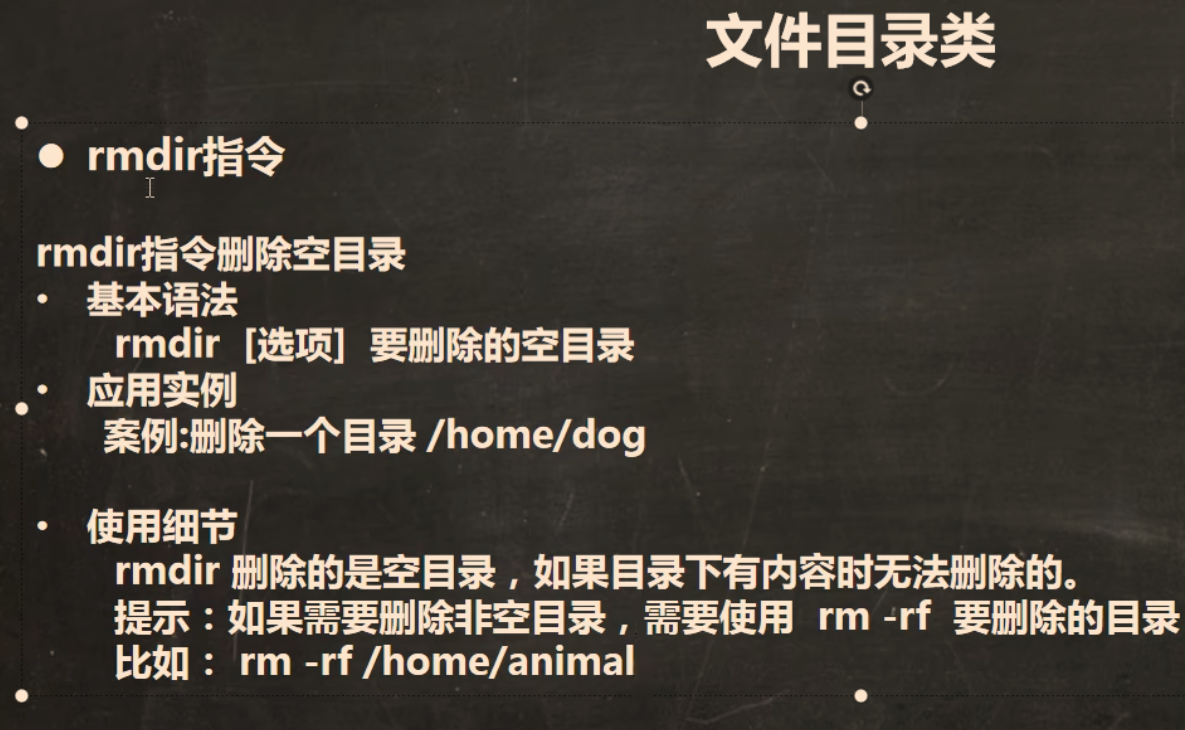 文件目录类
● rmdir指令
rmdir指令删除空目录
• 基本语法
rmdir [选项] 要删除的空目录
• 应用实例
案例:删除一个目录 /home/dog
• 使用细节
rmdir 删除的是空目录，如果目录下有内容时无法删除的。
提示：如果需要删除非空目录，需要使用 rm -rf 要删除的目录
比如： rm -rf /home/animal